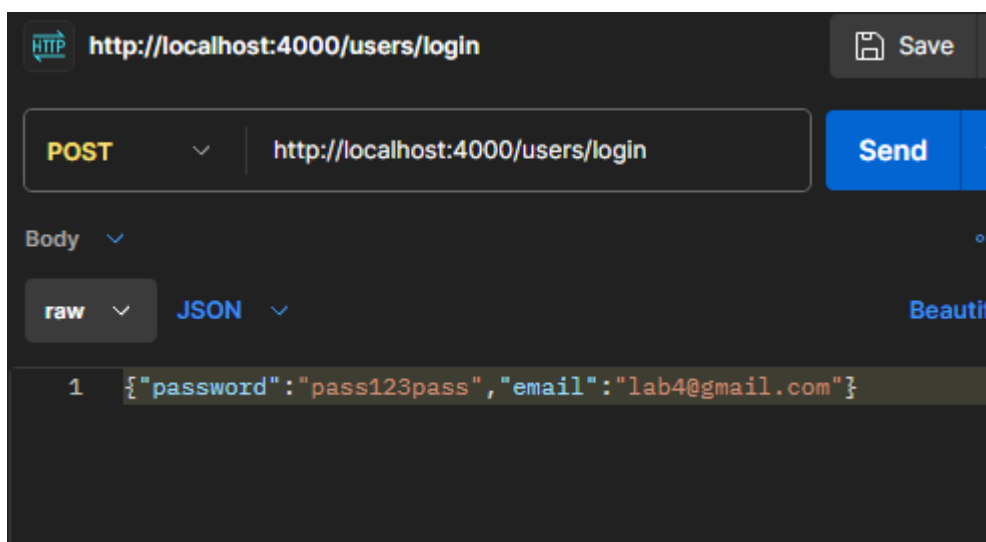 HTTP http://localhost:4000/users/login Save
POST http://localhost:4000/users/login Send
Body
raw JSON
1 {"password":"pass123pass","email":"lab4@gmail.com"}